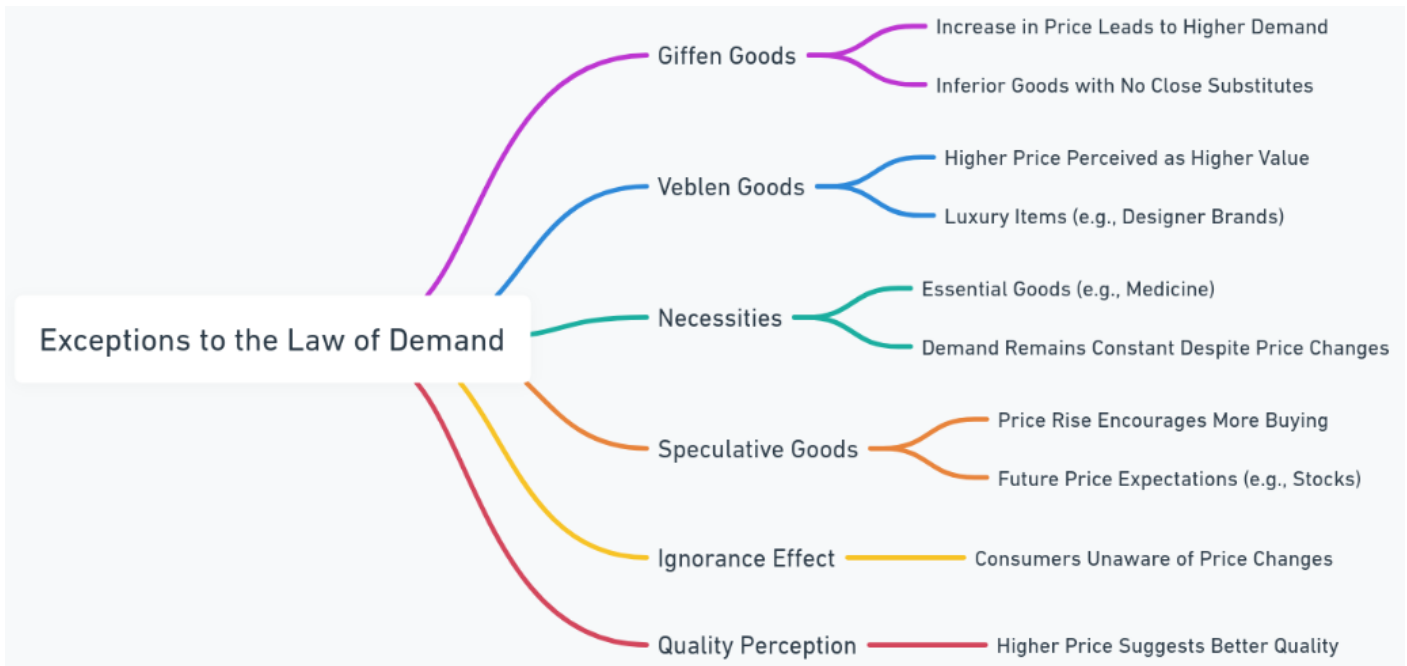 Exceptions to the Law of Demand
Giffen Goods
Increase in Price Leads to Higher Demand
Inferior Goods with No Close Substitutes
Veblen Goods
Higher Price Perceived as Higher Value
Luxury Items (e.g., Designer Brands)
Necessities
Essential Goods (e.g., Medicine)
Demand Remains Constant Despite Price Changes
Speculative Goods
Price Rise Encourages More Buying
Future Price Expectations (e.g., Stocks)
Ignorance Effect
Consumers Unaware of Price Changes
Quality Perception
Higher Price Suggests Better Quality